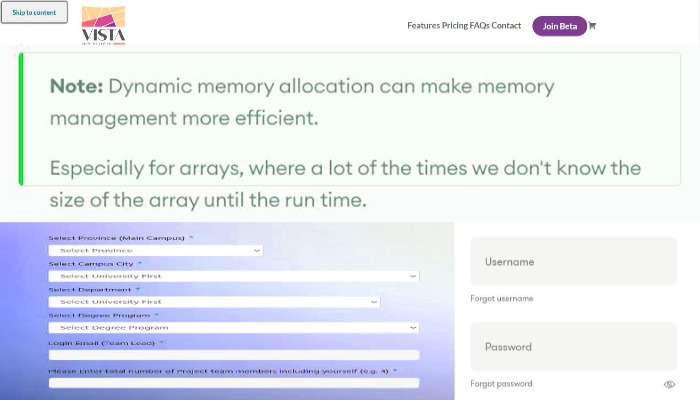 Skip to content
VISTA
Features Pricing FAQs Contact
Join Beta
Note: Dynamic memory allocation can make memory
management more efficient.
Especially for arrays, where a lot of the times we don't know the
size of the array until the run time.
Select Province (Main Campus) *
Select Province
Select Campus City *
Select University First
Select Department *
Select University First
Select Degree Program *
Select Degree Program
Login Email (Team Lead) *
Please Enter total number of Project team members including yourself (e.g. 4) *
Username
Forgot username
Password
Forgot password